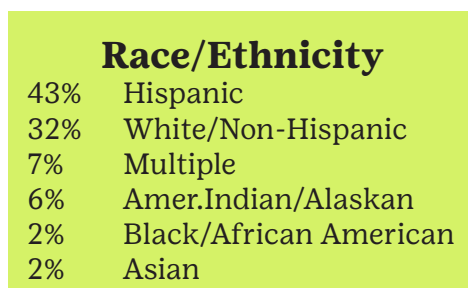 Race/Ethnicity
43% Hispanic
32% White/Non-Hispanic
7% Multiple
6% Amer.Indian/Alaskan
2% Black/African American
2% Asian